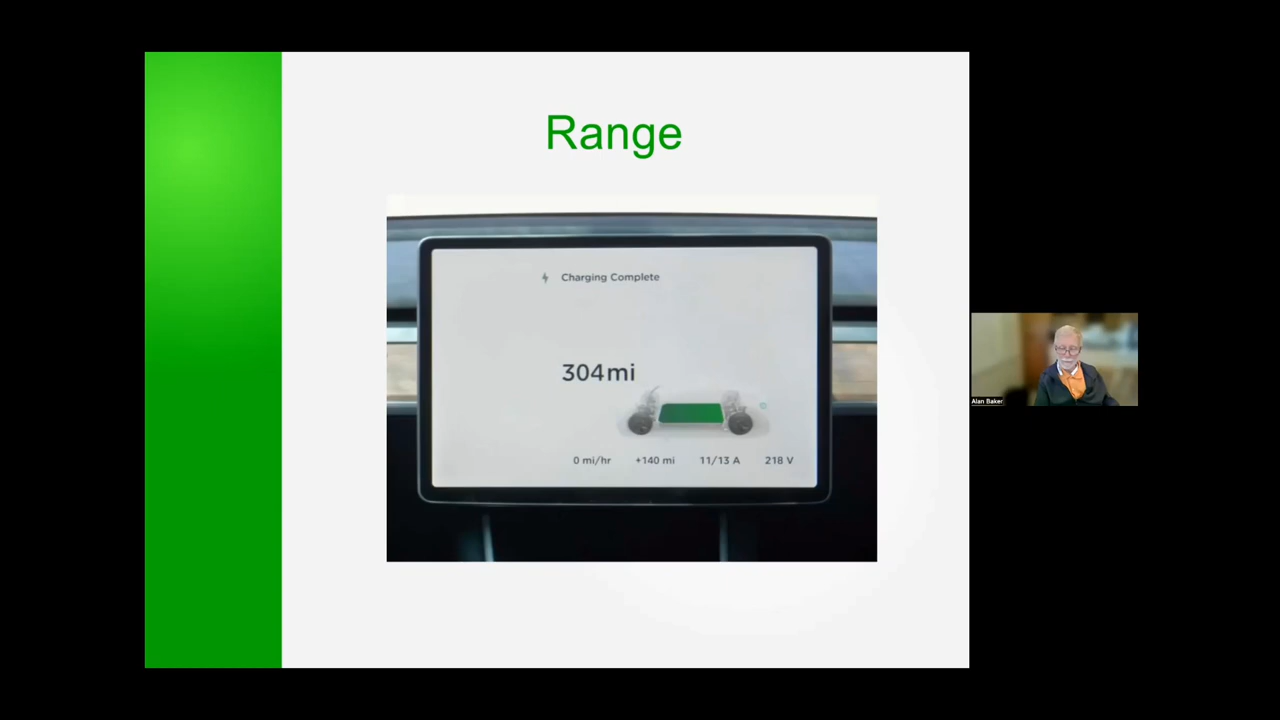 Range
Charging Complete
304mi
0 mi/hr +140 mi 11/13 A 218 V
Alan Baker